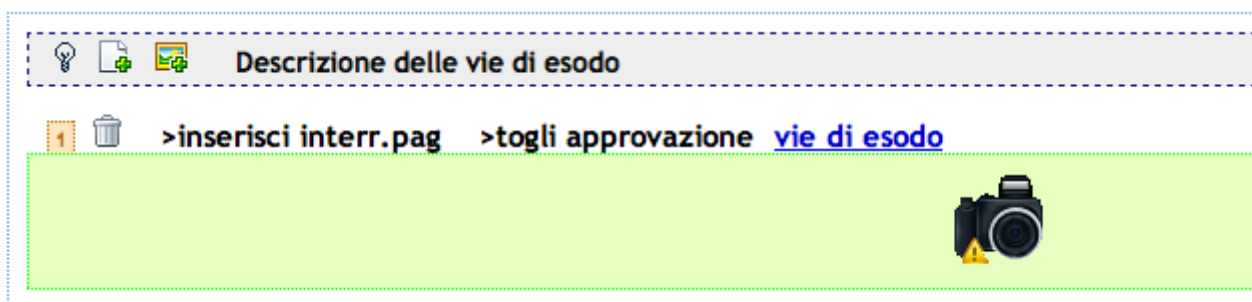 Descrizione delle vie di esodo
1 >inserisci interr.pag >togli approvazione vie di esodo